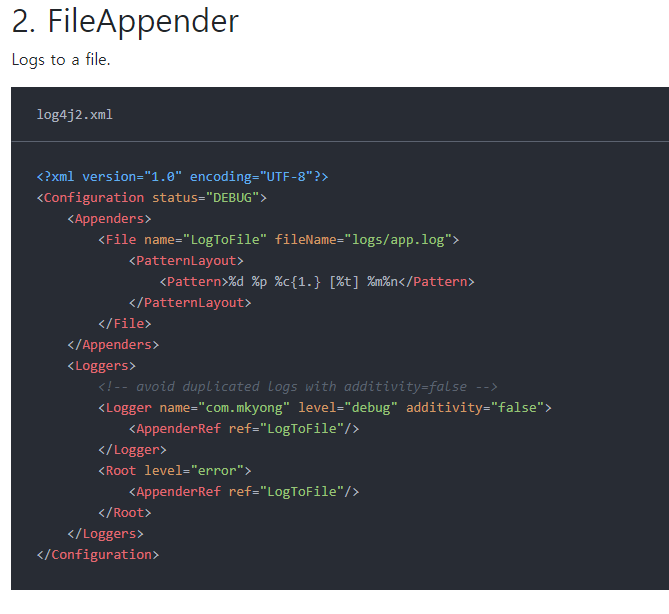 2. FileAppender
Logs to a file.
log4j2.xml
<?xml version="1.0" encoding="UTF-8"?>
<Configuration status="DEBUG">
    <Appenders>
        <File name="LogToFile" fileName="logs/app.log">
            <PatternLayout>
                <Pattern>%d %p %c{1.} [%t] %m%n</Pattern>
            </PatternLayout>
        </File>
    </Appenders>
    <Loggers>
        <!-- avoid duplicated logs with additivity=false -->
        <Logger name="com.mkyong" level="debug" additivity="false">
            <AppenderRef ref="LogToFile"/>
        </Logger>
        <Root level="error">
            <AppenderRef ref="LogToFile"/>
        </Root>
    </Loggers>
</Configuration>